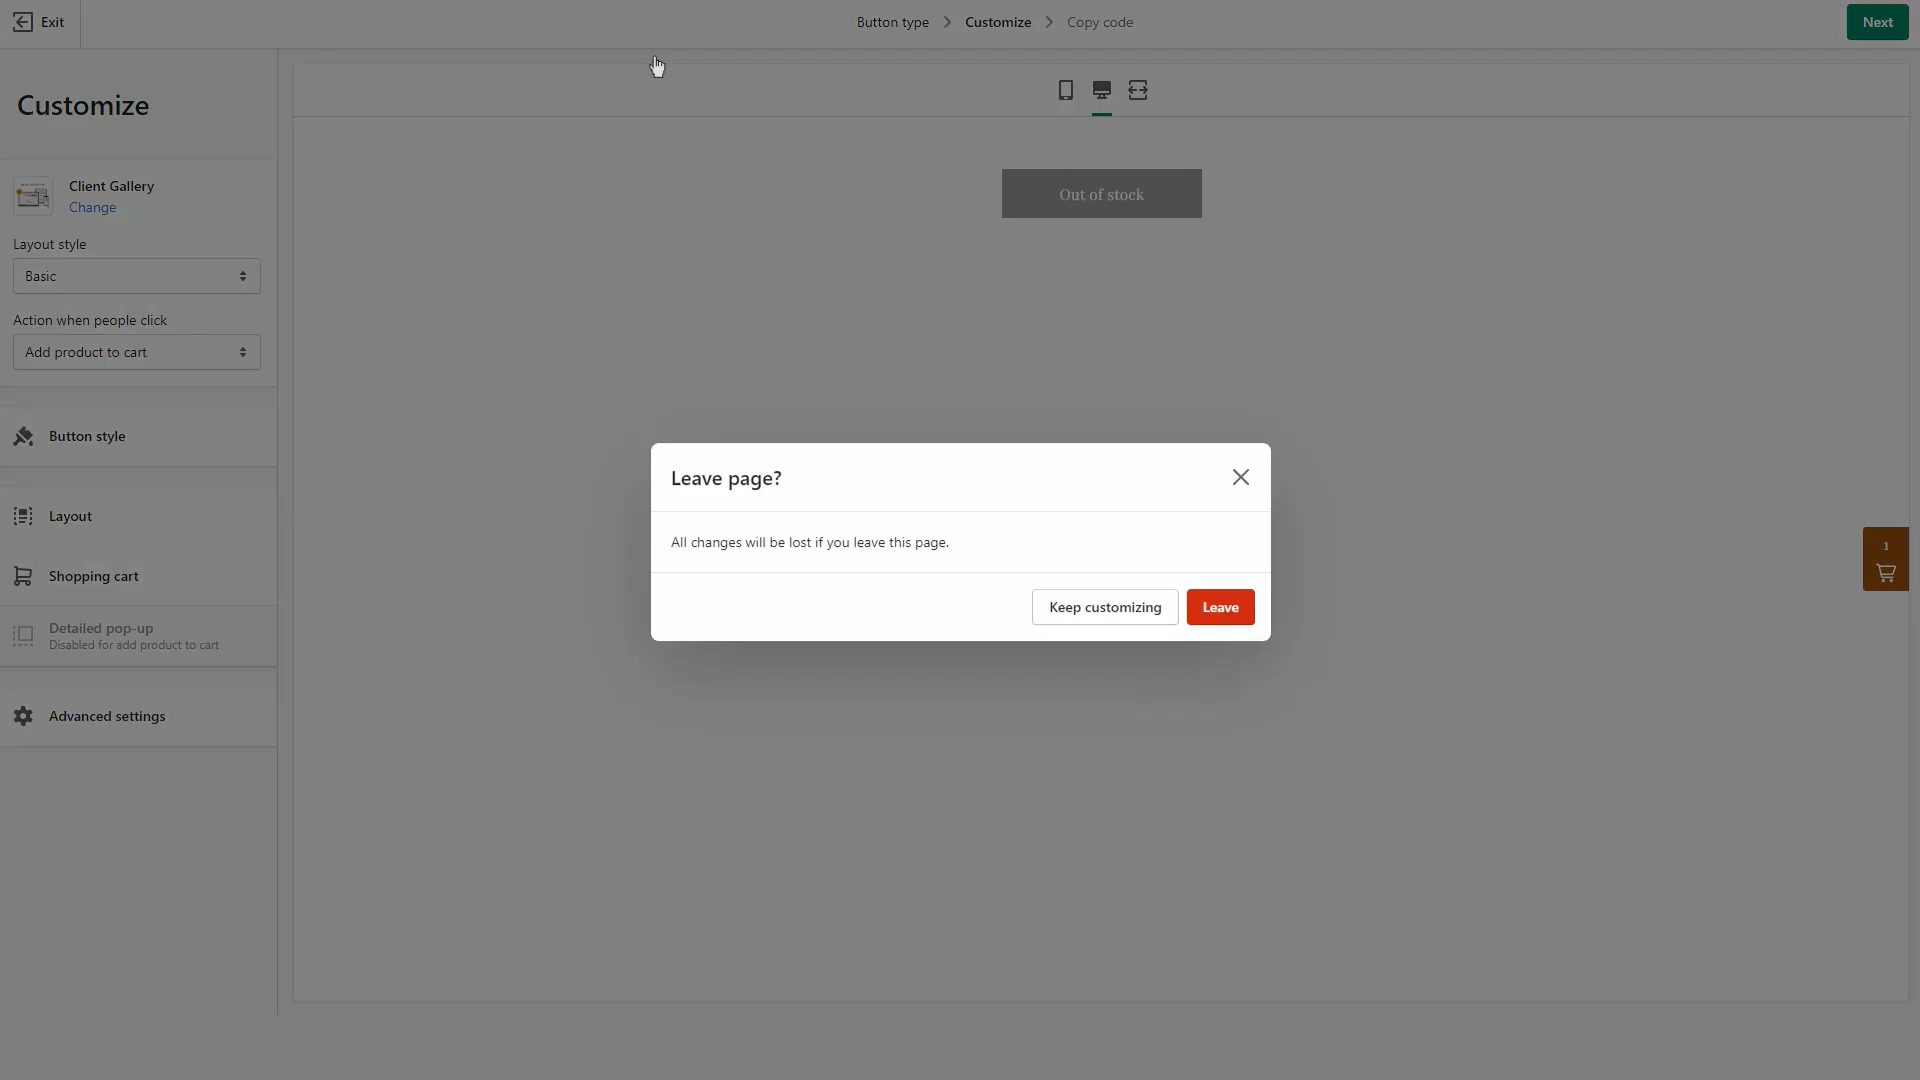 Exit
Button type
Customize
Copy code
Next
Customize
Client Gallery
Change
Layout style
Basic
Action when people click
Add product to cart
Button style
Layout
Shopping cart
Detailed pop-up
Disabled for add product to cart
Advanced settings
Out of stock
Leave page?
All changes will be lost if you leave this page.
Keep customizing
Leave
1